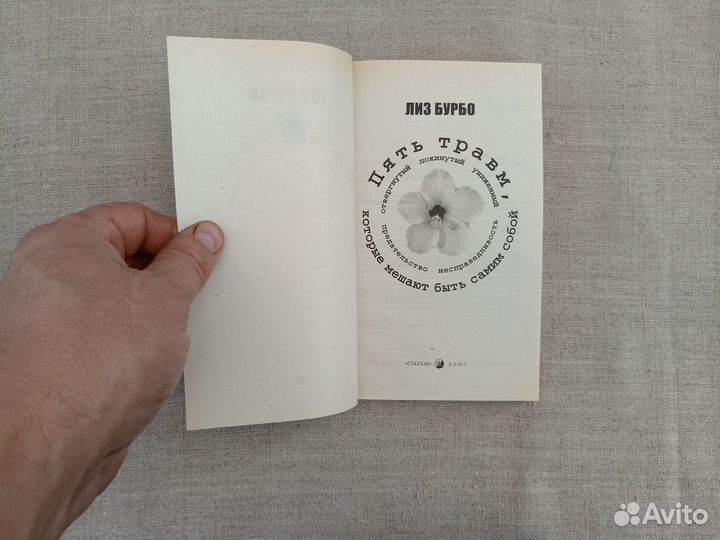 ЛИЗ БУРБО
Пять травм,
отвергнутый покинутый униженный
предательство несправедливость
которые мешают быть самим собой
«СОФИЯ» 2007
Avito